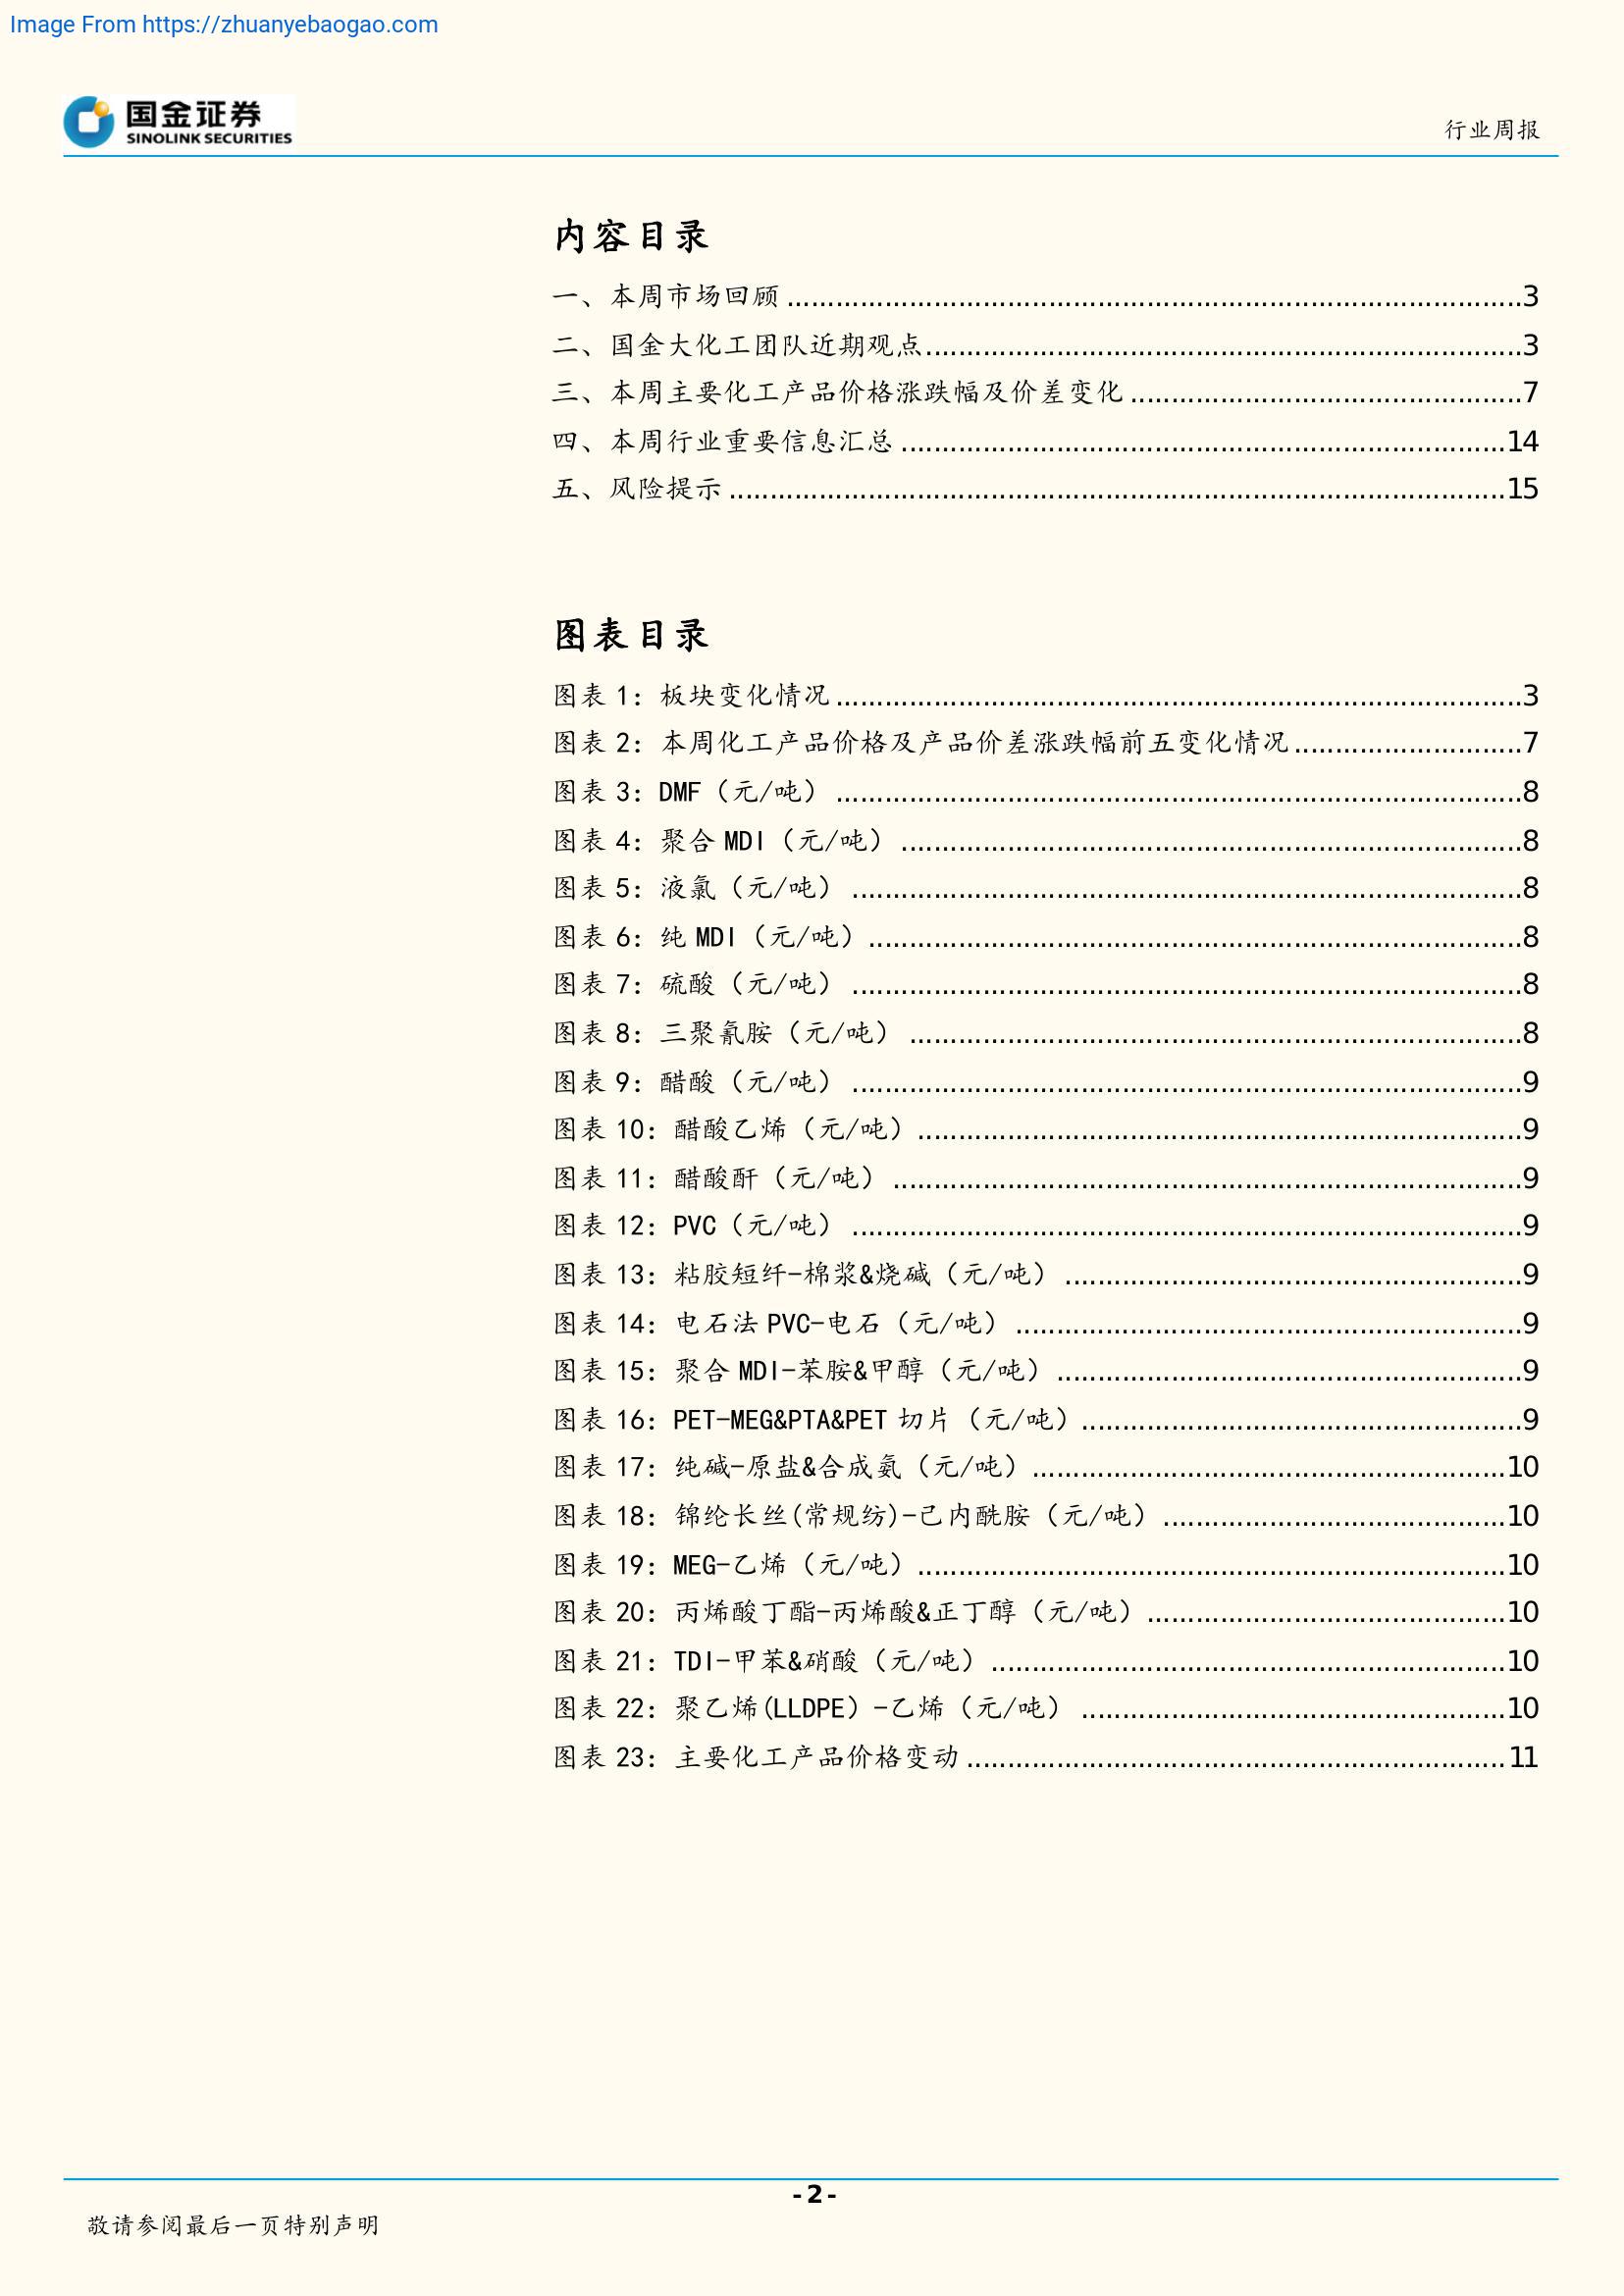 Image From https://zhuanyebaogao.com
国金证券
SINOLINK SECURITIES
行业周报
内容目录
一、本周市场回顾 ........ 3
二、国金大化工团队近期观点 ........ 3
三、本周主要化工产品价格涨跌幅及价差变化 ........ 7
四、本周行业重要信息汇总 ........ 14
五、风险提示 ........ 15
图表目录
图表 1：板块变化情况 ........ 3
图表 2：本周化工产品价格及产品价差涨跌幅前五变化情况 ........ 7
图表 3：DMF（元/吨） ........ 8
图表 4：聚合 MDI（元/吨） ........ 8
图表 5：液氯（元/吨） ........ 8
图表 6：纯 MDI（元/吨） ........ 8
图表 7：硫酸（元/吨） ........ 8
图表 8：三聚氰胺（元/吨） ........ 8
图表 9：醋酸（元/吨） ........ 9
图表 10：醋酸乙烯（元/吨） ........ 9
图表 11：醋酸酐（元/吨） ........ 9
图表 12：PVC（元/吨） ........ 9
图表 13：粘胶短纤-棉浆&烧碱（元/吨） ........ 9
图表 14：电石法 PVC-电石（元/吨） ........ 9
图表 15：聚合 MDI-苯胺&甲醇（元/吨） ........ 9
图表 16：PET-MEG&PTA&PET 切片（元/吨） ........ 9
图表 17：纯碱-原盐&合成氨（元/吨） ........ 10
图表 18：锦纶长丝(常规纺)-己内酰胺（元/吨） ........ 10
图表 19：MEG-乙烯（元/吨） ........ 10
图表 20：丙烯酸丁酯-丙烯酸&正丁醇（元/吨） ........ 10
图表 21：TDI-甲苯&硝酸（元/吨） ........ 10
图表 22：聚乙烯(LLDPE）-乙烯（元/吨） ........ 10
图表 23：主要化工产品价格变动 ........ 11
- 2 -
敬请参阅最后一页特别声明